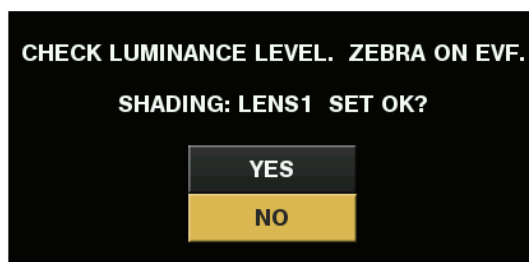 CHECK LUMINANCE LEVEL. ZEBRA ON EVF.
SHADING: LENS1 SET OK?
YES
NO